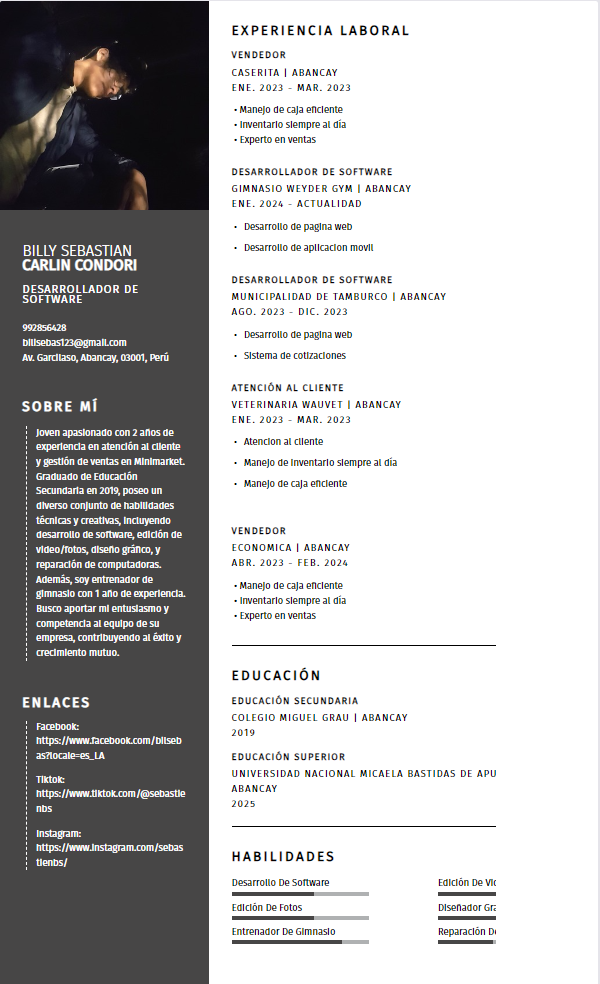 BILLY SEBASTIAN
CARLIN CONDORI
DESARROLLADOR DE
SOFTWARE
992856428
billsebas123@gmail.com
Av. Garcilaso, Abancay, 03001, Perú
SOBRE MÍ
Joven apasionado con 2 años de
experiencia en atención al cliente
y gestión de ventas en Minimarket.
Graduado de Educación
Secundaria en 2019, poseo un
diverso conjunto de habilidades
técnicas y creativas, incluyendo
desarrollo de software, edición de
video/fotos, diseño gráfico, y
reparación de computadoras.
Además, soy entrenador de
gimnasio con 1 año de experiencia.
Busco aportar mi entusiasmo y
competencia al equipo de su
empresa, contribuyendo al éxito y
crecimiento mutuo.
ENLACES
Facebook:
https://www.facebook.com/bilseb
as?locale=es_LA
Tiktok:
https://www.tiktok.com/@sebastie
nbs
Instagram:
https://www.instagram.com/sebas
tienbs/
EXPERIENCIA LABORAL
VENDEDOR
CASERITA | ABANCAY
ENE. 2023 - MAR. 2023
• Manejo de caja eficiente
• Inventario siempre al día
• Experto en ventas
DESARROLLADOR DE SOFTWARE
GIMNASIO WEYDER GYM | ABANCAY
ENE. 2024 - ACTUALIDAD
• Desarrollo de pagina web
• Desarrollo de aplicacion movil
DESARROLLADOR DE SOFTWARE
MUNICIPALIDAD DE TAMBURCO | ABANCAY
AGO. 2023 - DIC. 2023
• Desarrollo de pagina web
• Sistema de cotizaciones
ATENCIÓN AL CLIENTE
VETERINARIA WAUVET | ABANCAY
ENE. 2023 - MAR. 2023
• Atencion al cliente
• Manejo de inventario siempre al día
• Manejo de caja eficiente
VENDEDOR
ECONOMICA | ABANCAY
ABR. 2023 - FEB. 2024
• Manejo de caja eficiente
• Inventario siempre al día
• Experto en ventas
EDUCACIÓN
EDUCACIÓN SECUNDARIA
COLEGIO MIGUEL GRAU | ABANCAY
2019
EDUCACIÓN SUPERIOR
UNIVERSIDAD NACIONAL MICAELA BASTIDAS DE APU
ABANCAY
2025
HABILIDADES
Desarrollo De Software
Edición De Vid
Edición De Fotos
Diseñador Gra
Entrenador De Gimnasio
Reparación De